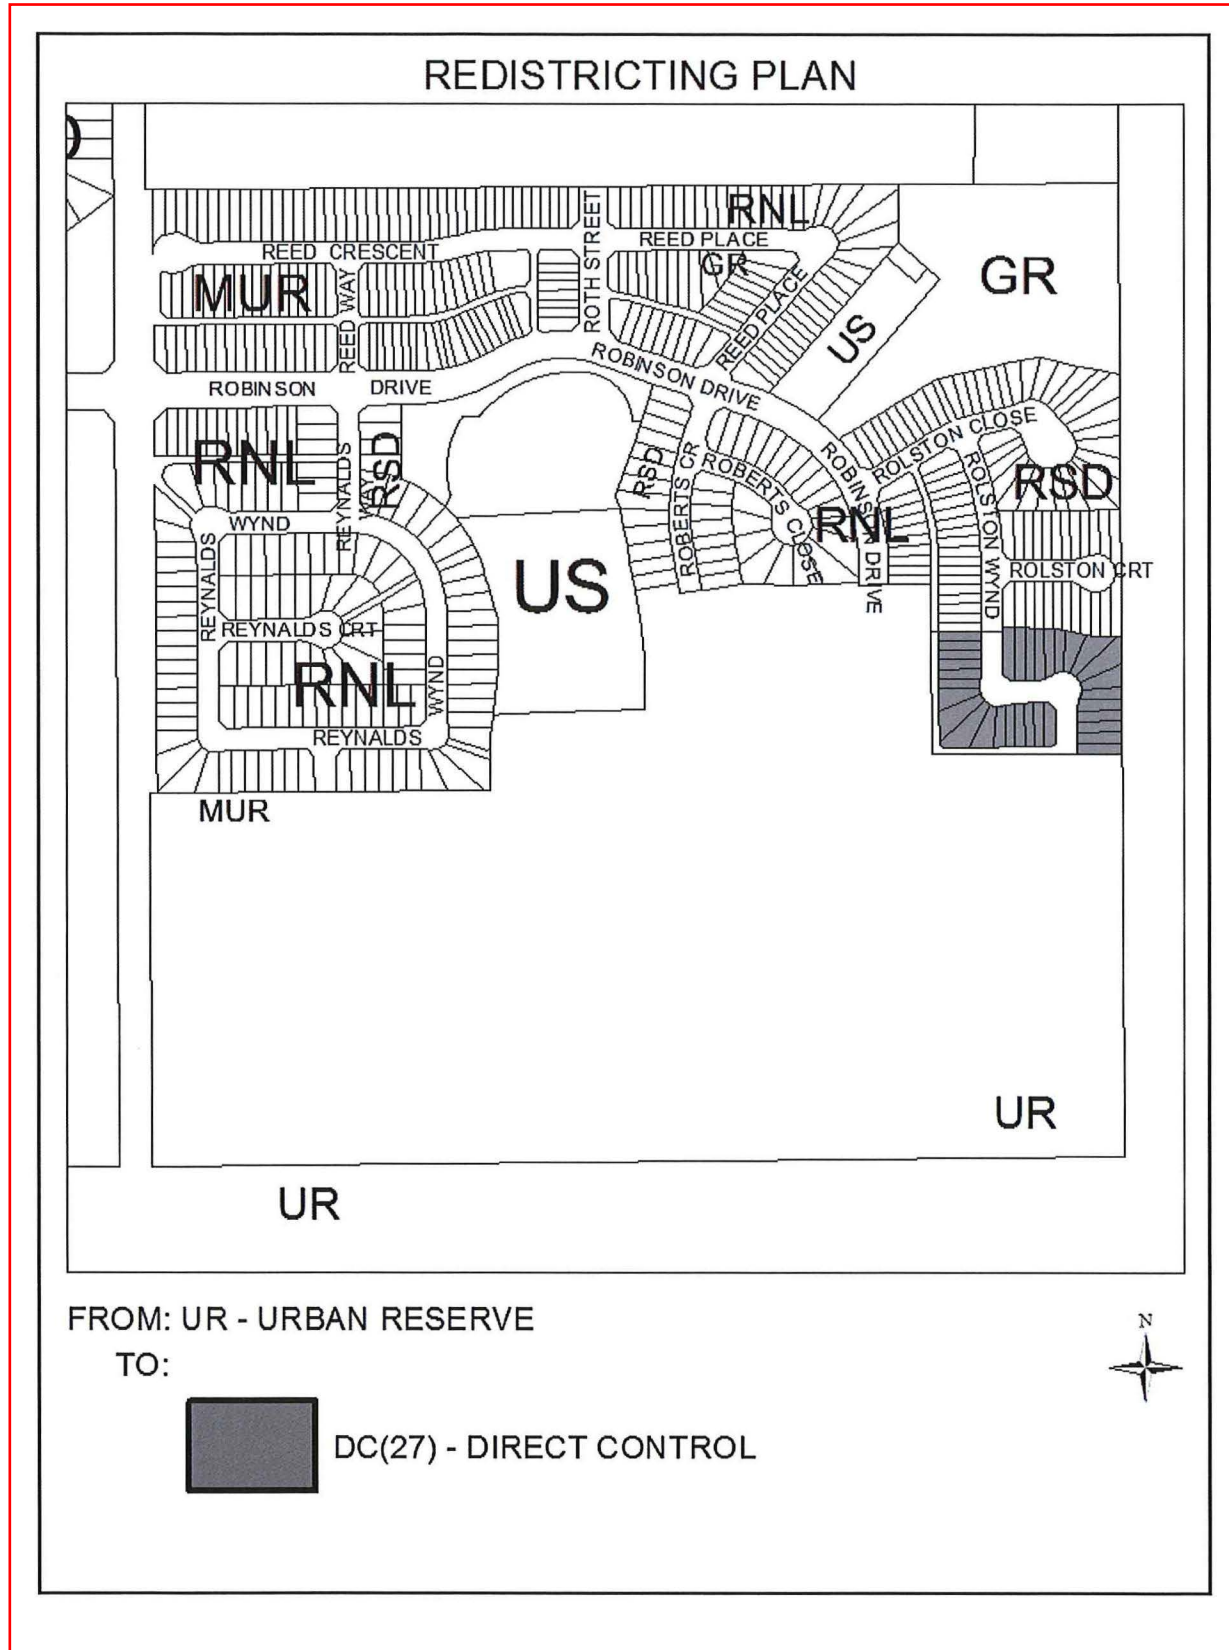 REDISTRICTING PLAN
RNL
REED CRESCENT
ROTH STREET
REED PLACE
GR
MUR
REED WAY
REED PLACE
GR
US
ROBINSON DRIVE
ROBINSON DRIVE
ROBINSON DRIVE
ROLSTON CLOSE
RNL
REYNALDS WAY
RSD
RSD
ROBERTS CR
ROBERTS CLOSE
RNL
ROLSTON WYND
RSD
ROLSTON CRT
REYNALDS
WYND
US
REYNALDS CRT
RNL
REYNALDS
WYND
MUR
UR
UR
FROM: UR - URBAN RESERVE
TO:
N
DC(27) - DIRECT CONTROL